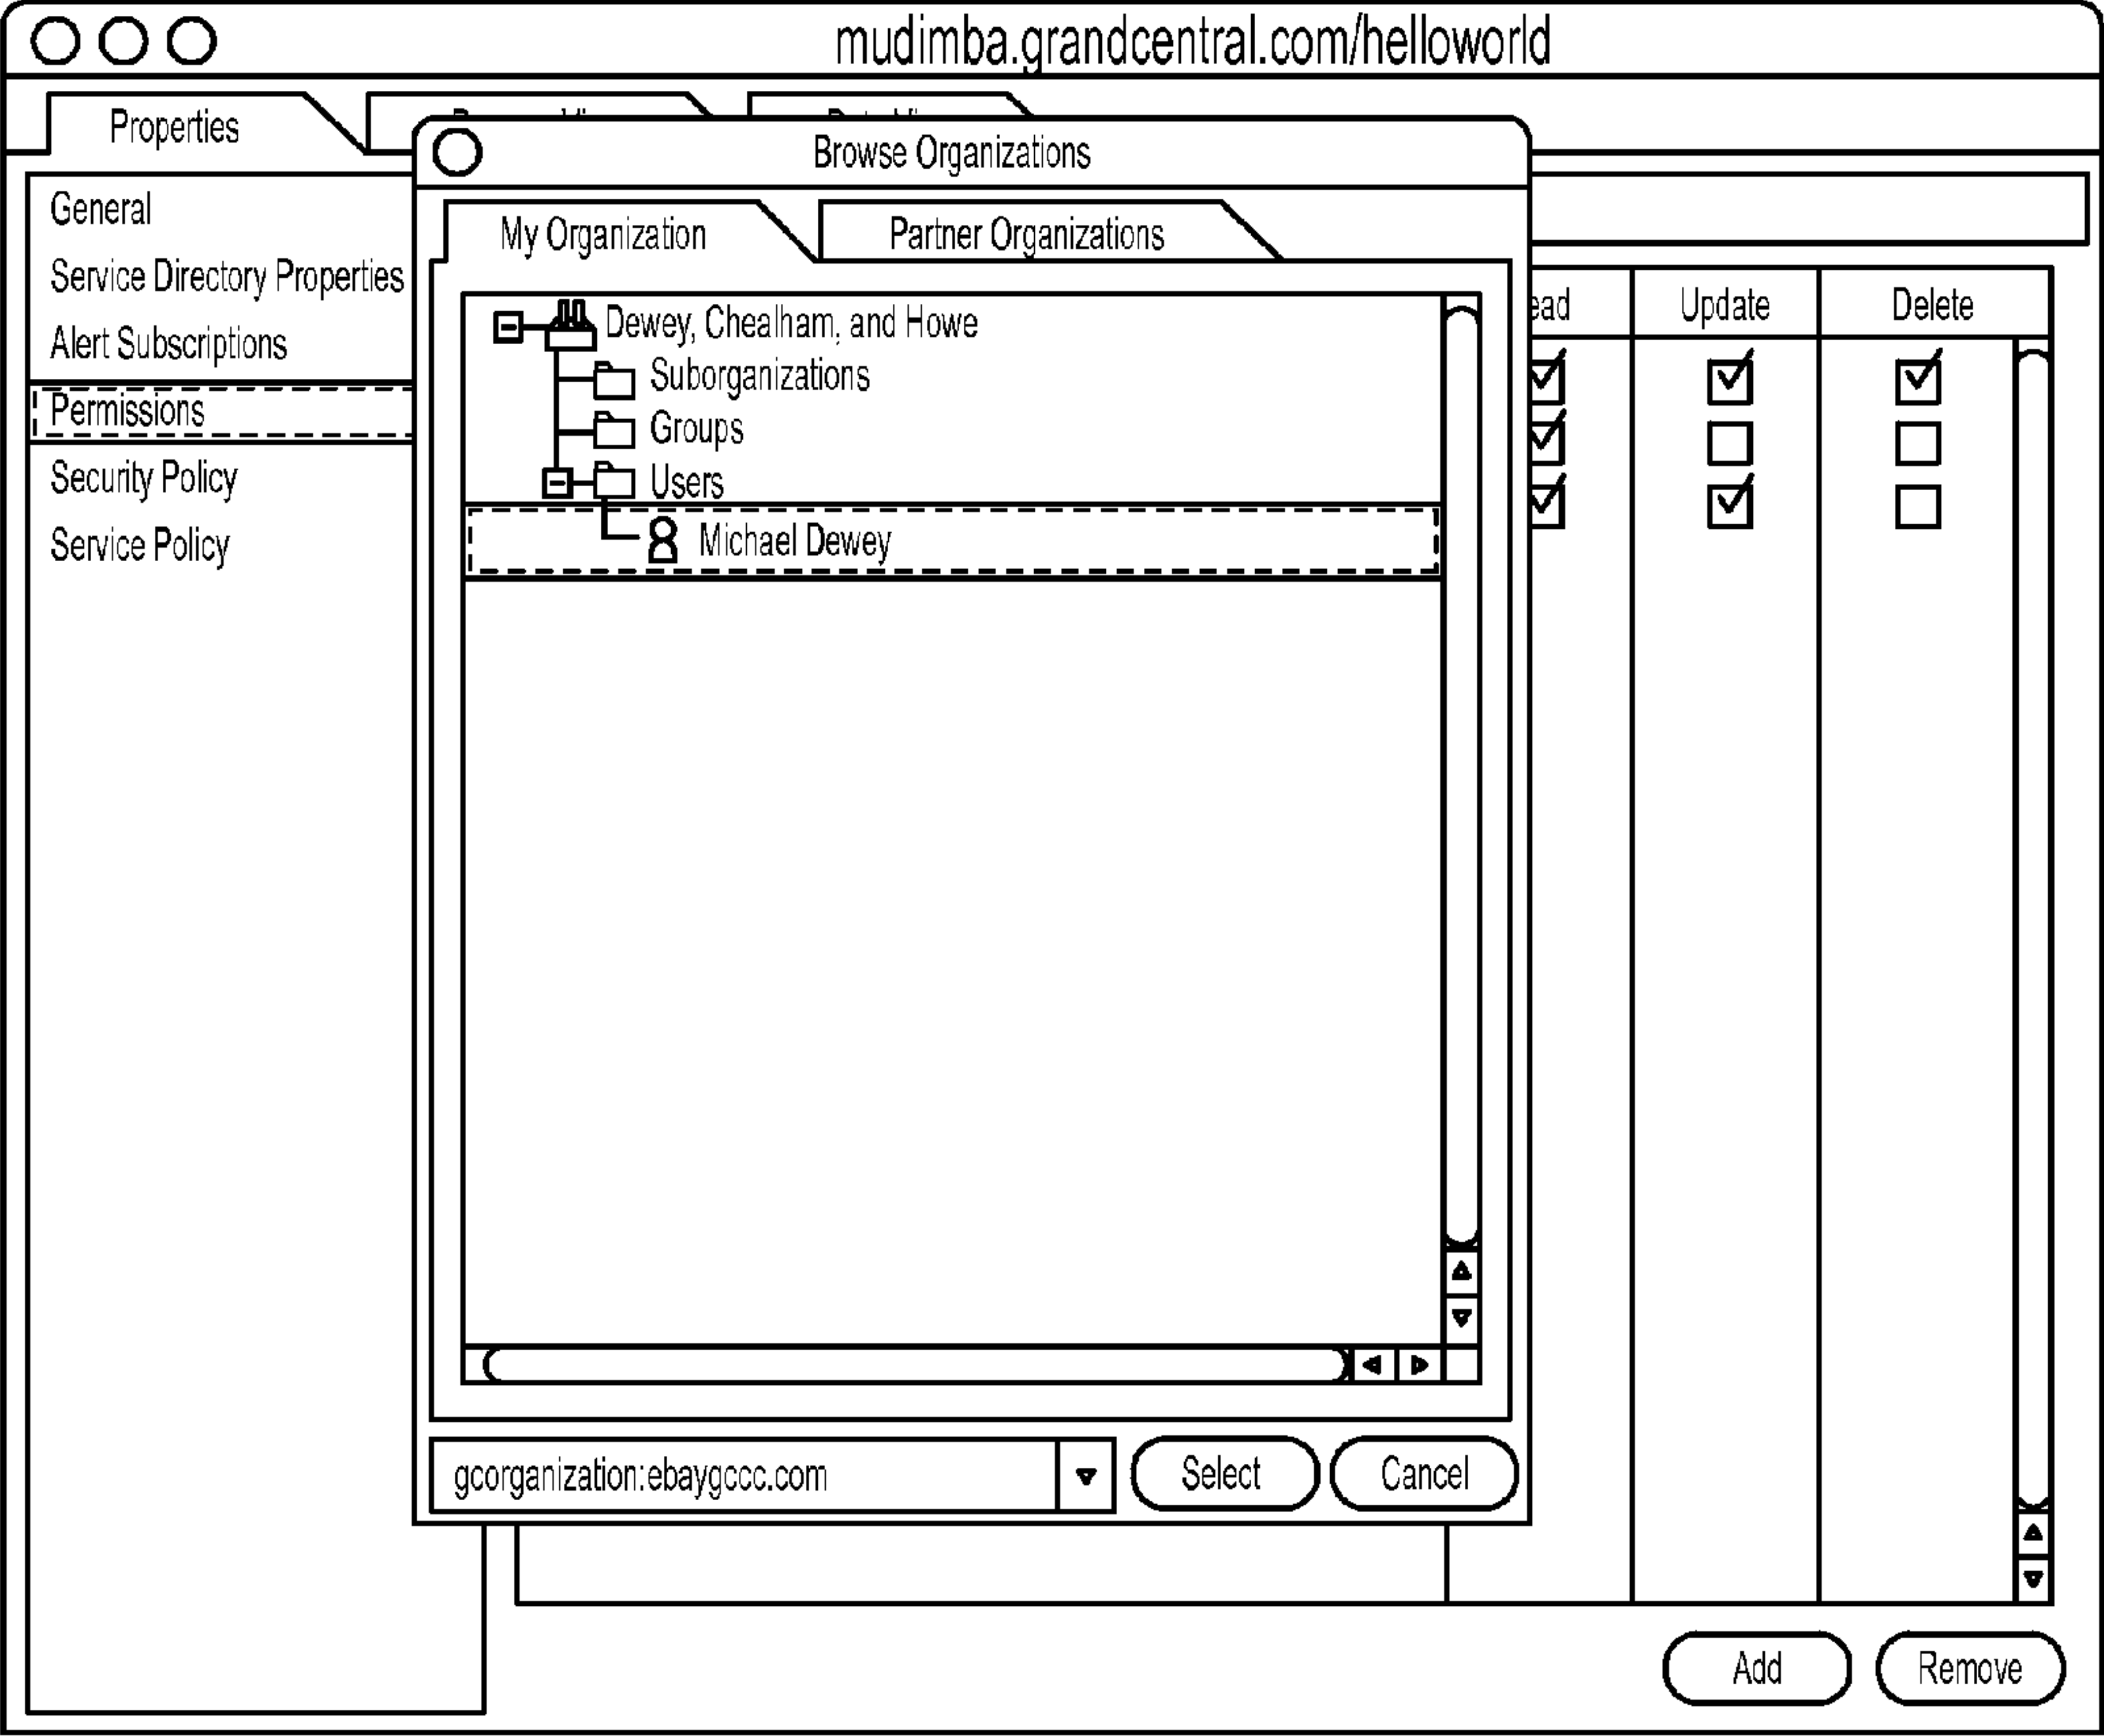 mudimba.grandcentral.com/helloworld
Properties
Browse Organizations
General
Service Directory Properties
Alert Subscriptions
Permissions
Security Policy
Service Policy
My Organization
Partner Organizations
Dewey, Chealham, and Howe
Suborganizations
Groups
Users
Michael Dewey
ead
Update
Delete
gcorganization:ebaygccc.com
Select
Cancel
Add
Remove